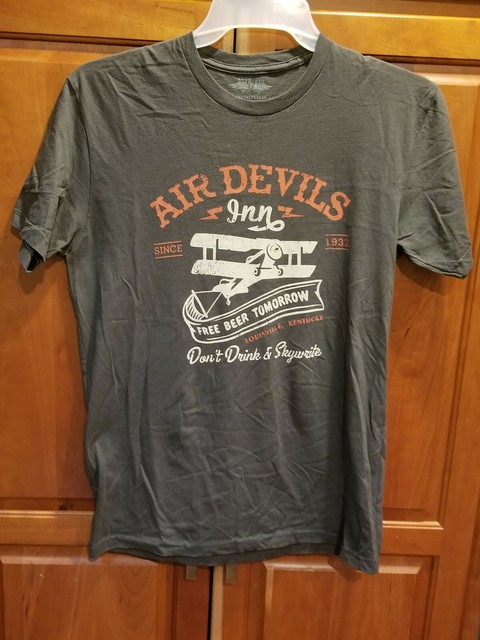 AIR DEVILS
Inn
SINCE 1932
FREE BEER TOMORROW
LOUISVILLE, KENTUCKY
Don't Drink & Skywrite